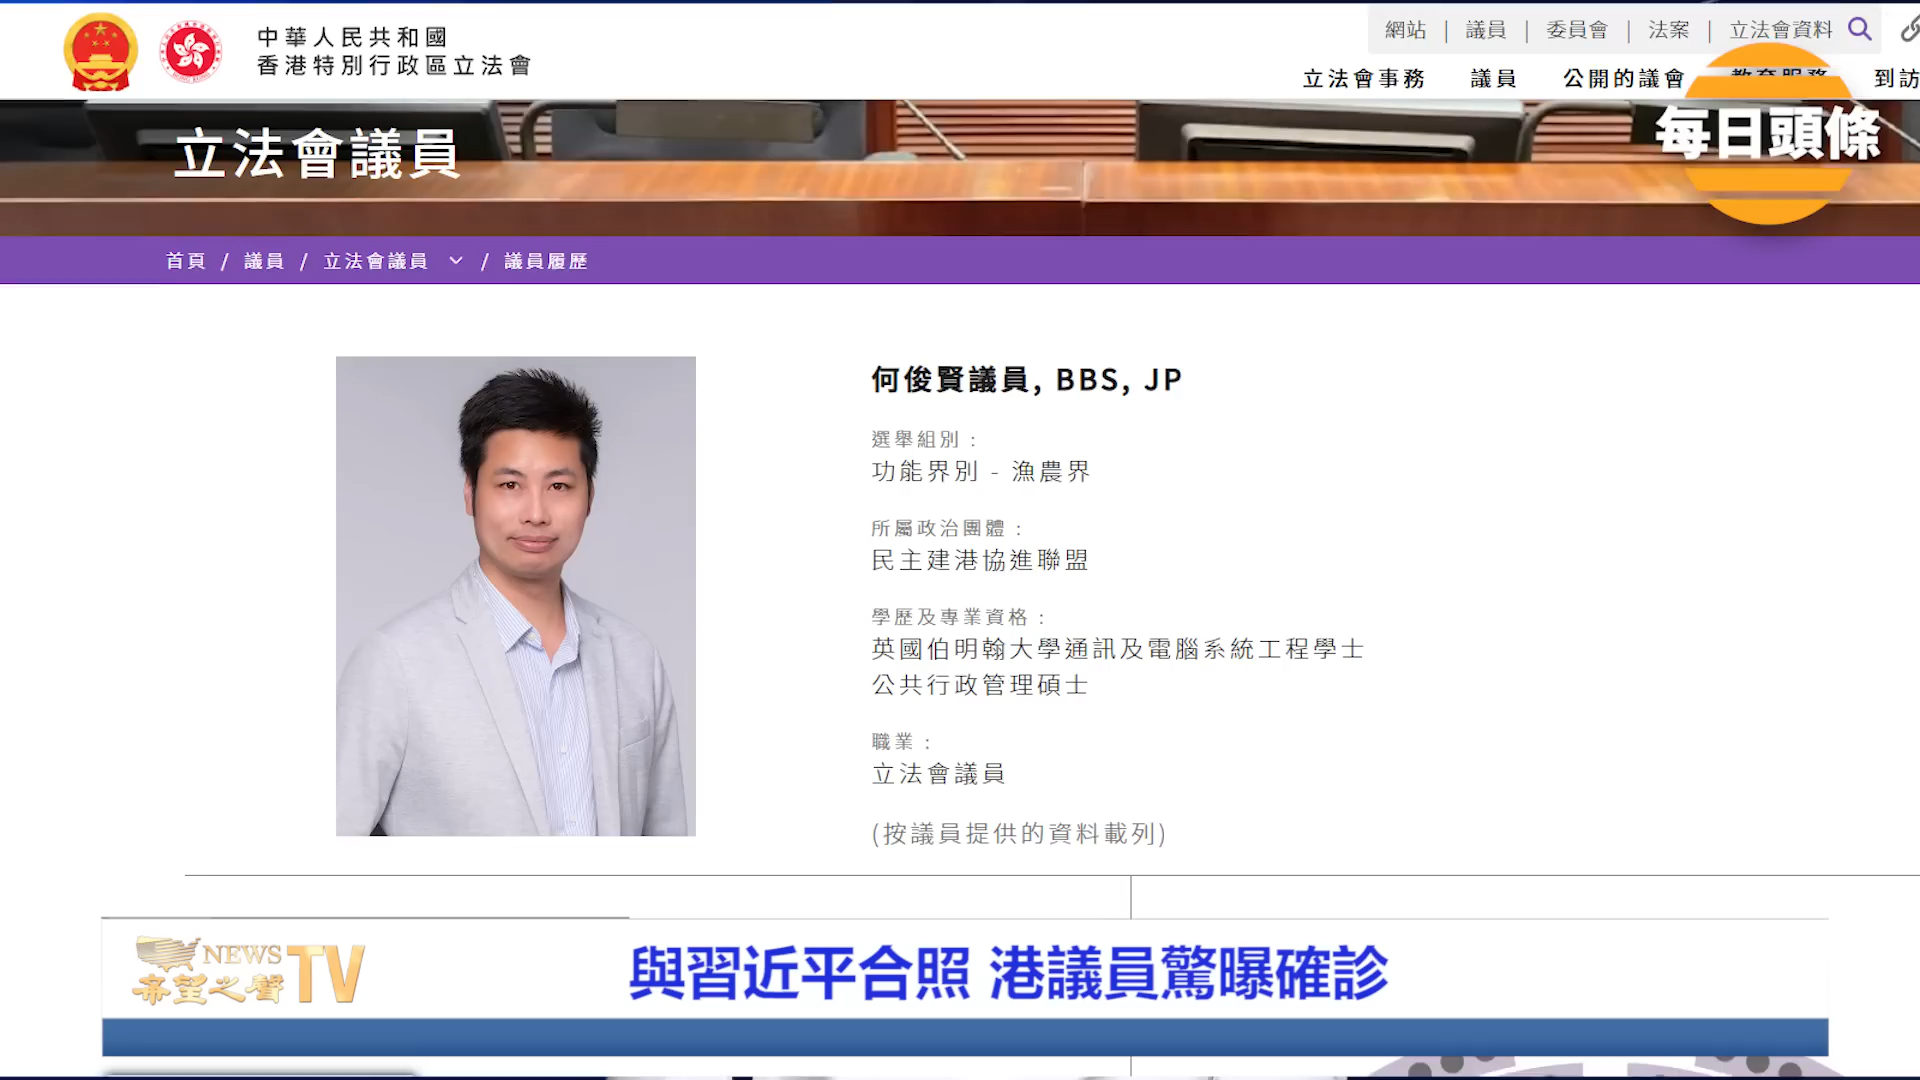 中華人民共和國
香港特別行政區立法會
網站 | 議員 | 委員會 | 法案 | 立法會資料
立法會事務 議員 公開的議會 教育服務 到訪
每日頭條
立法會議員
首頁 / 議員 / 立法會議員 / 議員履歷
何俊賢議員, BBS, JP
選舉組別 :
功能界別 - 漁農界
所屬政治團體 :
民主建港協進聯盟
學歷及專業資格 :
英國伯明翰大學通訊及電腦系統工程學士
公共行政管理碩士
職業 :
立法會議員
(按議員提供的資料載列)
NEWS
希望之聲
TV
與習近平合照 港議員驚曝確診